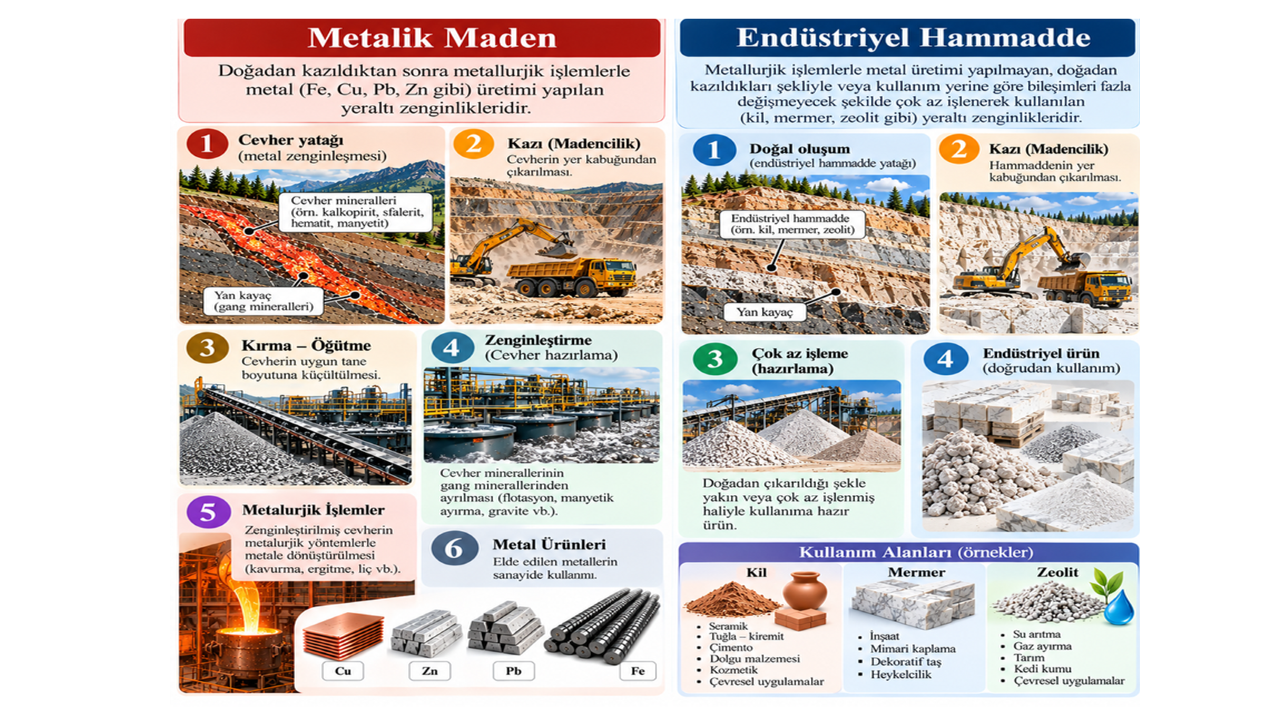 Metalik Maden
Doğadan kazıldıktan sonra metallurjik işlemlerle
metal (Fe, Cu, Pb, Zn gibi) üretimi yapılan
yeraltı zenginlikleridir.
1
Cevher yatağı
(metal zenginleşmesi)
Cevher mineralleri
(örn. kalkopirit, sfalerit,
hematit, manyetit)
Yan kayaç
(gang mineralleri)
2
Kazı (Madencilik)
Cevherin yer kabuğundan
çıkarılması.
3
Kırma – Öğütme
Cevherin uygun tane
boyutuna küçültülmesi.
4
Zenginleştirme
(Cevher hazırlama)
Cevher minerallerinin
gang minerallerinden
ayrılması (flotasyon, manyetik
ayırma, gravite vb.).
5
Metalurjik İşlemler
Zenginleştirilmiş cevherin
metalurjik yöntemlerle
metale dönüştürülmesi
(kavurma, ergitme, liç vb.).
6
Metal Ürünleri
Elde edilen metallerin
sanayide kullanımı.
Cu
Zn
Pb
Fe
Endüstriyel Hammadde
Metallurjik işlemlerle metal üretimi yapılmayan, doğadan
kazıldıkları şekliyle veya kullanım yerine göre bileşimleri fazla
değişmeyecek şekilde çok az işlenerek kullanılan
(kil, mermer, zeolit gibi) yeraltı zenginlikleridir.
1
Doğal oluşum
(endüstriyel hammadde yatağı)
Endüstriyel hammadde
(örn. kil, mermer, zeolit)
Yan kayaç
2
Kazı (Madencilik)
Hammaddenin yer
kabuğundan çıkarılması.
3
Çok az işleme
(hazırlama)
Doğadan çıkarıldığı şekle
yakın veya çok az işlenmiş
haliyle kullanıma hazır
ürün.
4
Endüstriyel ürün
(doğrudan kullanım)
Kullanım Alanları (örnekler)
Kil
• Seramik
• Tuğla – kiremit
• Çimento
• Dolgu malzemesi
• Kozmetik
• Çevresel uygulamalar
Mermer
• İnşaat
• Mimari kaplama
• Dekoratif taş
• Heykelcilik
Zeolit
• Su arıtma
• Gaz ayırma
• Tarım
• Kedi kumu
• Çevresel uygulamalar